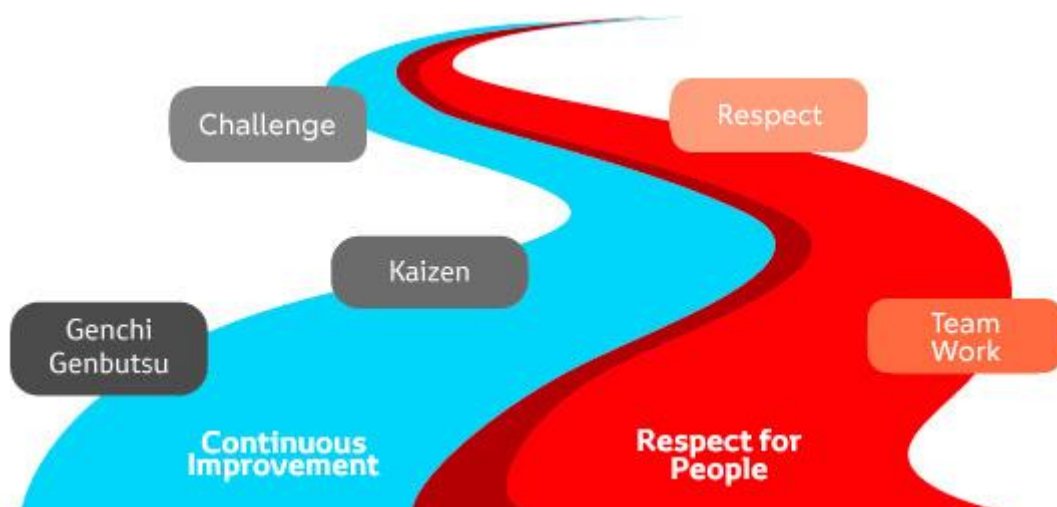 Challenge
Respect
Kaizen
Genchi
Genbutsu
Team
Work
Continuous
Improvement
Respect for
People